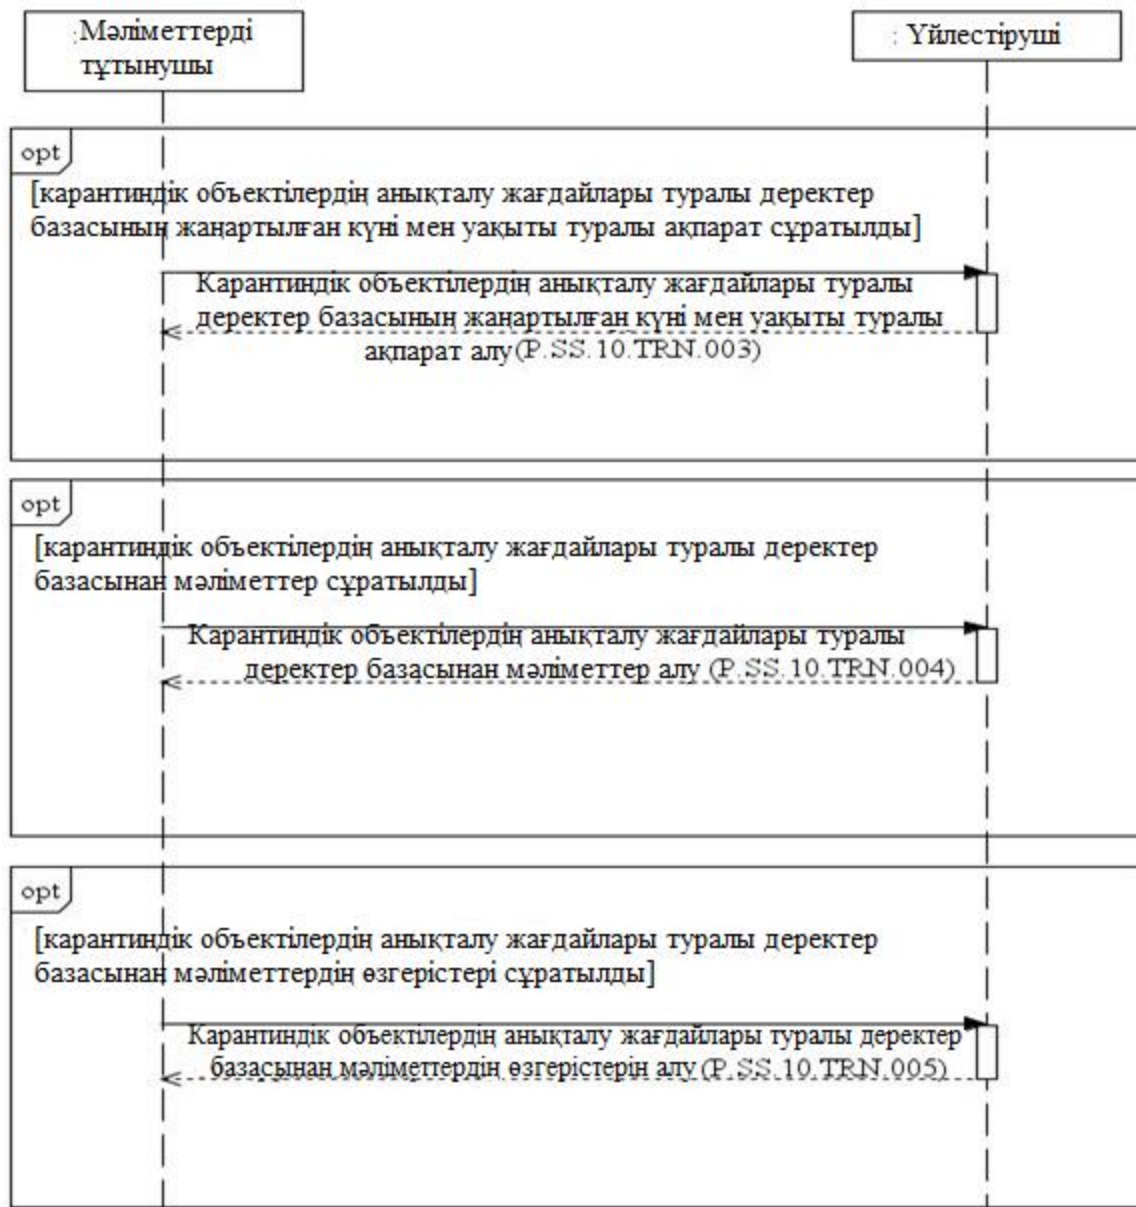 :Мәліметтерді
тұтынушы
: Үйлестіруші
opt
[карантиндік объектілердің анықталу жағдайлары туралы деректер
базасының жаңартылған күні мен уақыты туралы ақпарат сұратылды]
Карантиндік объектілердің анықталу жағдайлары туралы
деректер базасының жаңартылған күні мен уақыты туралы
ақпарат алу(P.SS.10.TRN.003)
opt
[карантиндік объектілердің анықталу жағдайлары туралы деректер
базасынан мәліметтер сұратылды]
Карантиндік объектілердің анықталу жағдайлары туралы
деректер базасынан мәліметтер алу (P.SS.10.TRN.004)
opt
[карантиндік объектілердің анықталу жағдайлары туралы деректер
базасынан мәліметтердің өзгерістері сұратылды]
Карантиндік объектілердің анықталу жағдайлары туралы деректер
базасынан мәліметтердің өзгерістерін алу (P.SS.10.TRN.005)